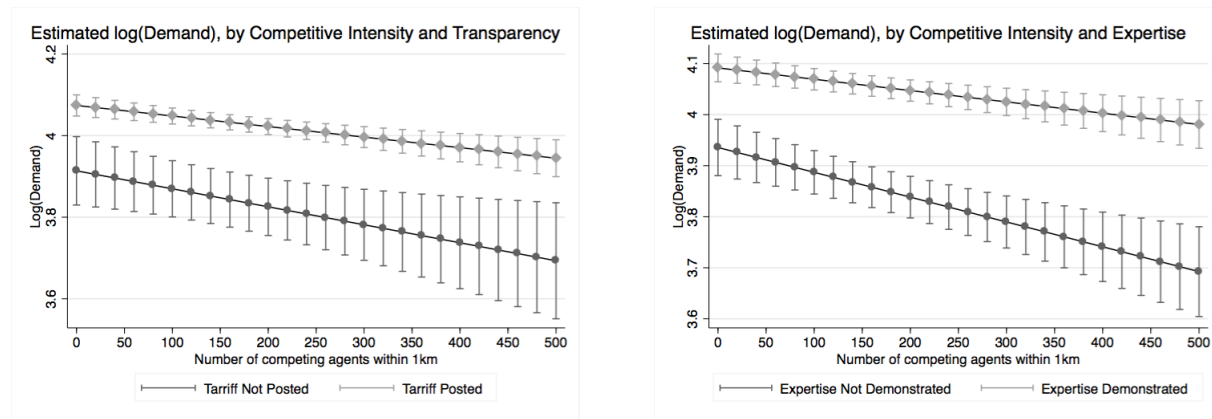 Estimated log(Demand), by Competitive Intensity and Transparency
Log(Demand)
4.2
4
3.8
3.6
0 50 100 150 200 250 300 350 400 450 500
Number of competing agents within 1km
Tarriff Not Posted Tarriff Posted
Estimated log(Demand), by Competitive Intensity and Expertise
Log(Demand)
4.1
4
3.9
3.8
3.7
3.6
0 50 100 150 200 250 300 350 400 450 500
Number of competing agents within 1km
Expertise Not Demonstrated Expertise Demonstrated